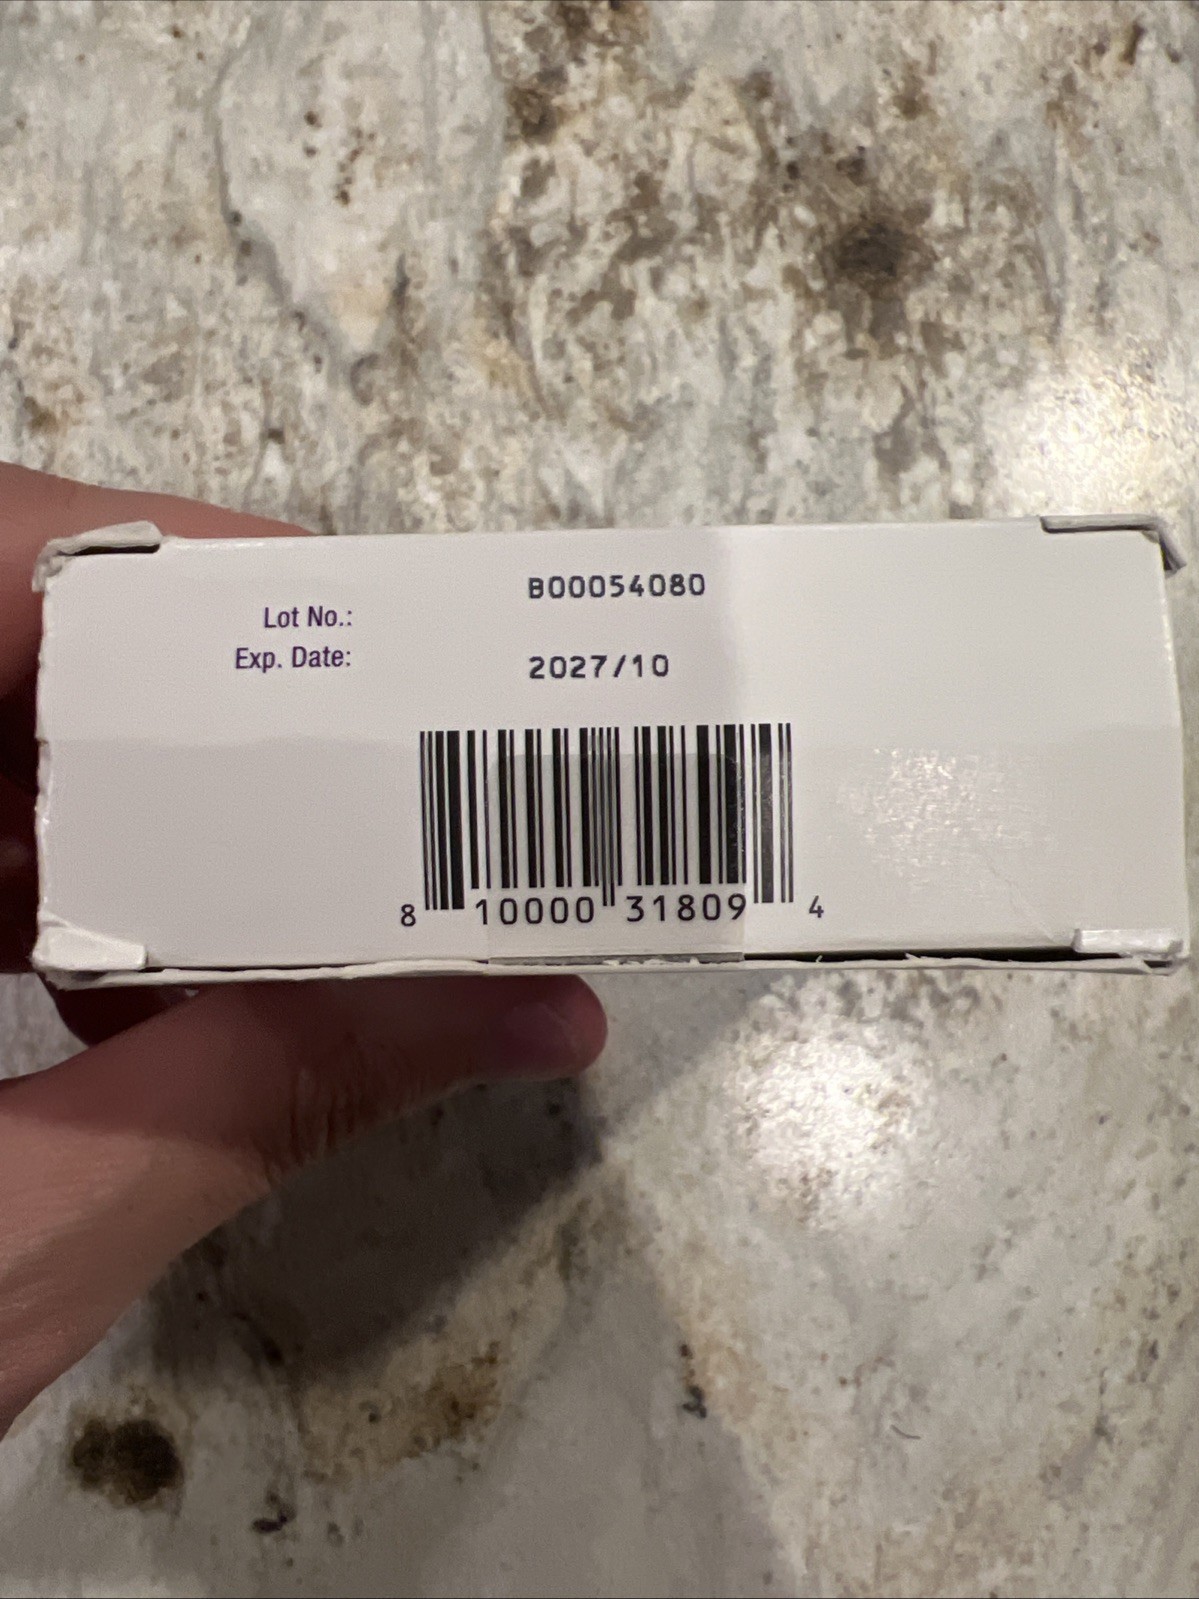 B00054080
Lot No.:
Exp. Date:
2027/10
8 10000 31809 4